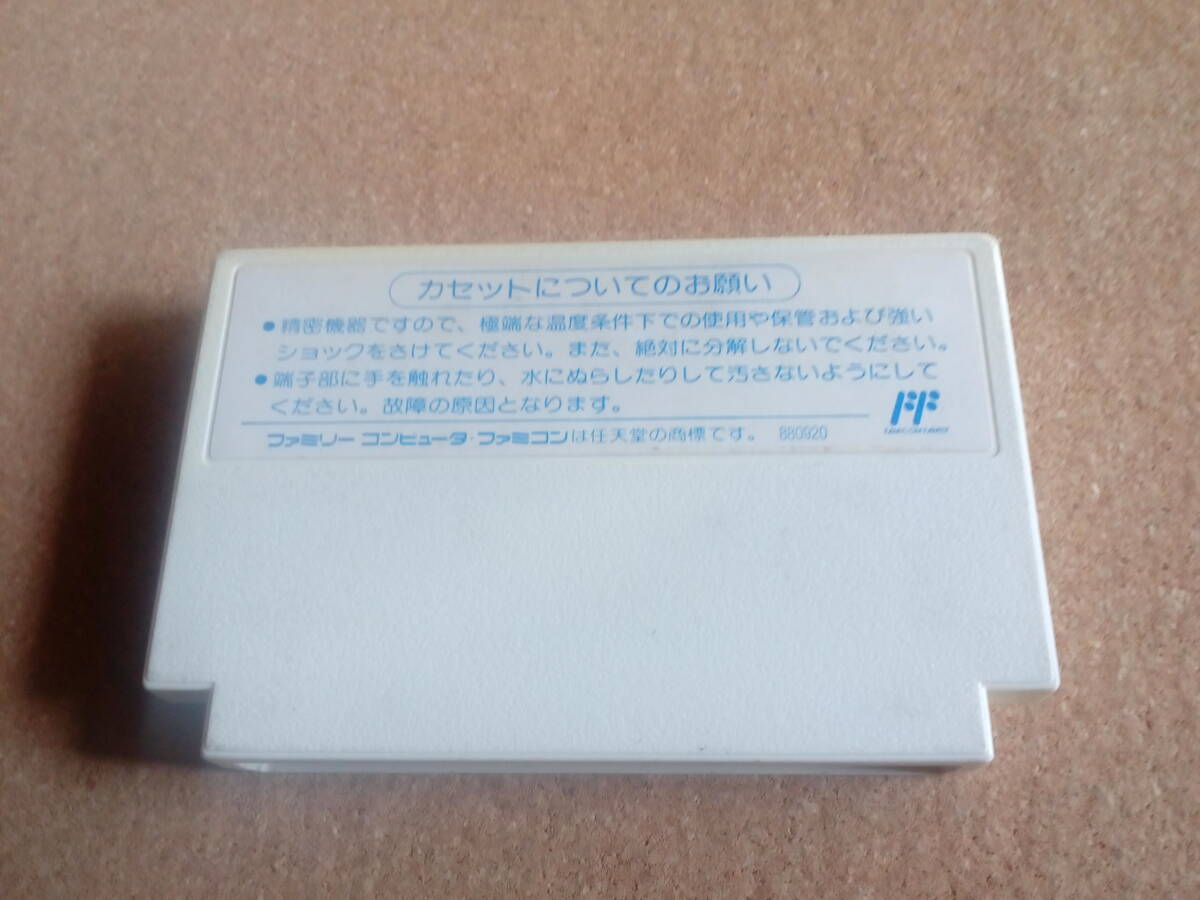 カセットについてのお願い
●精密機器ですので、極端な温度条件下での使用や保管および強い
ショックをさけてください。また、絶対に分解しないでください。
●端子部に手を触れたり、水にぬらしたりして汚さないようにして
ください。故障の原因となります。
ファミリー コンピュータ・ファミコンは任天堂の商標です。 880920